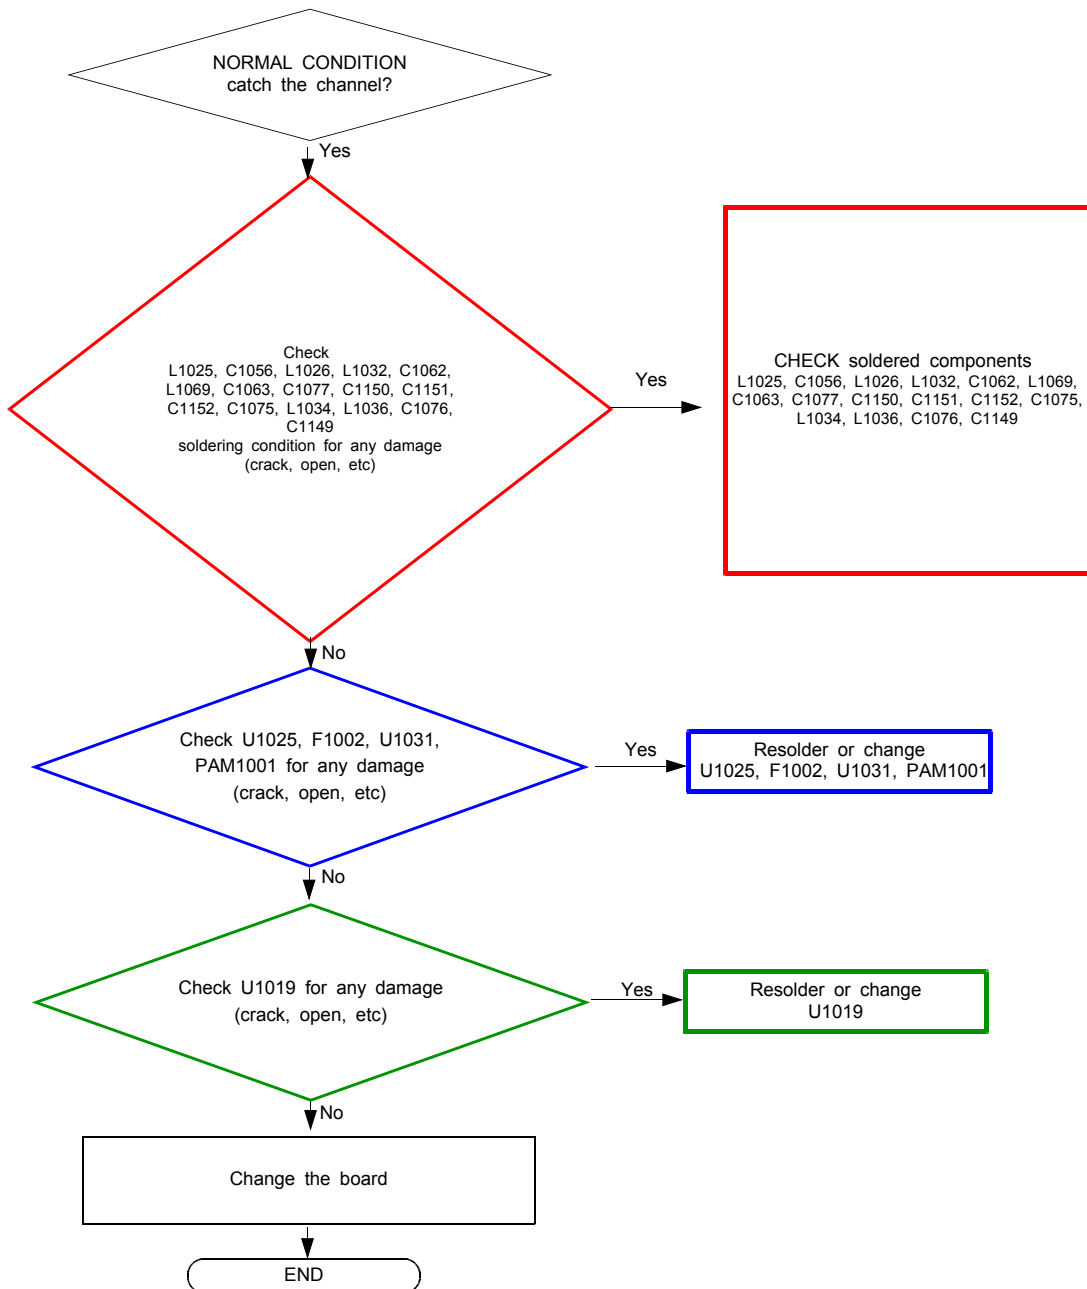 NORMAL CONDITION
catch the channel?
Yes
Check
L1025, C1056, L1026, L1032, C1062,
L1069, C1063, C1077, C1150, C1151,
C1152, C1075, L1034, L1036, C1076,
C1149
soldering condition for any damage
(crack, open, etc)
Yes
CHECK soldered components
L1025, C1056, L1026, L1032, C1062, L1069,
C1063, C1077, C1150, C1151, C1152, C1075,
L1034, L1036, C1076, C1149
No
Check U1025, F1002, U1031,
PAM1001 for any damage
(crack, open, etc)
Yes
Resolder or change
U1025, F1002, U1031, PAM1001
No
Check U1019 for any damage
(crack, open, etc)
Yes
Resolder or change
U1019
No
Change the board
END